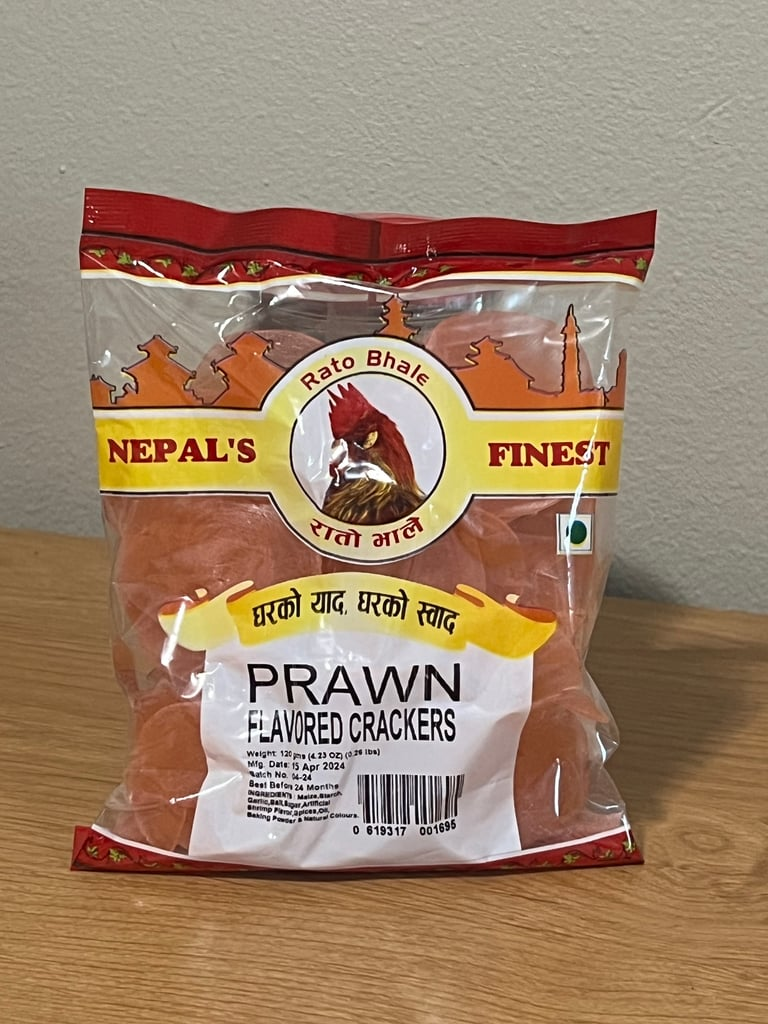 Rato Bhale
NEPAL'S
FINEST
रातो भाले
घरको याद, घरको स्वाद
PRAWN
FLAVORED CRACKERS
Weight: 120 gms (4.23 OZ) (0.26 lbs)
Mfg. Date: 15 Apr 2024
Batch No. 04-24
Best Before 24 Months
INGREDIENTS : Maize,Starch,
Garlic,Salt,Sugar,Artificial
Shrimp Flavor,Spices,Oil,
Baking Powder & Natural Colours.
0 619317 001695